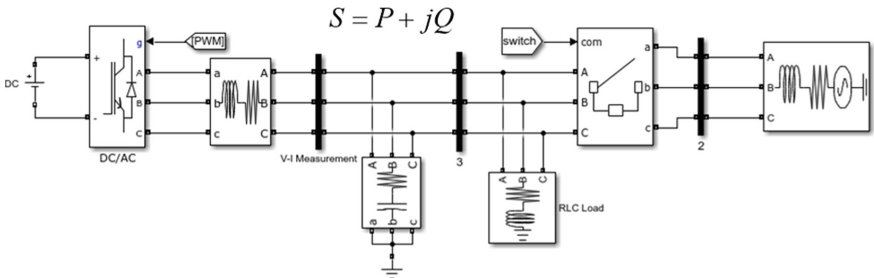 S = P + jQ
[PWM]
switch
g
com
DC
+
+
-
A
B
C
DC/AC
a
b
c
A
B
C
V-I Measurement
3
A
B
C
a
b
c
A
B
C
RLC Load
A
B
C
a
b
c
2
A
B
C